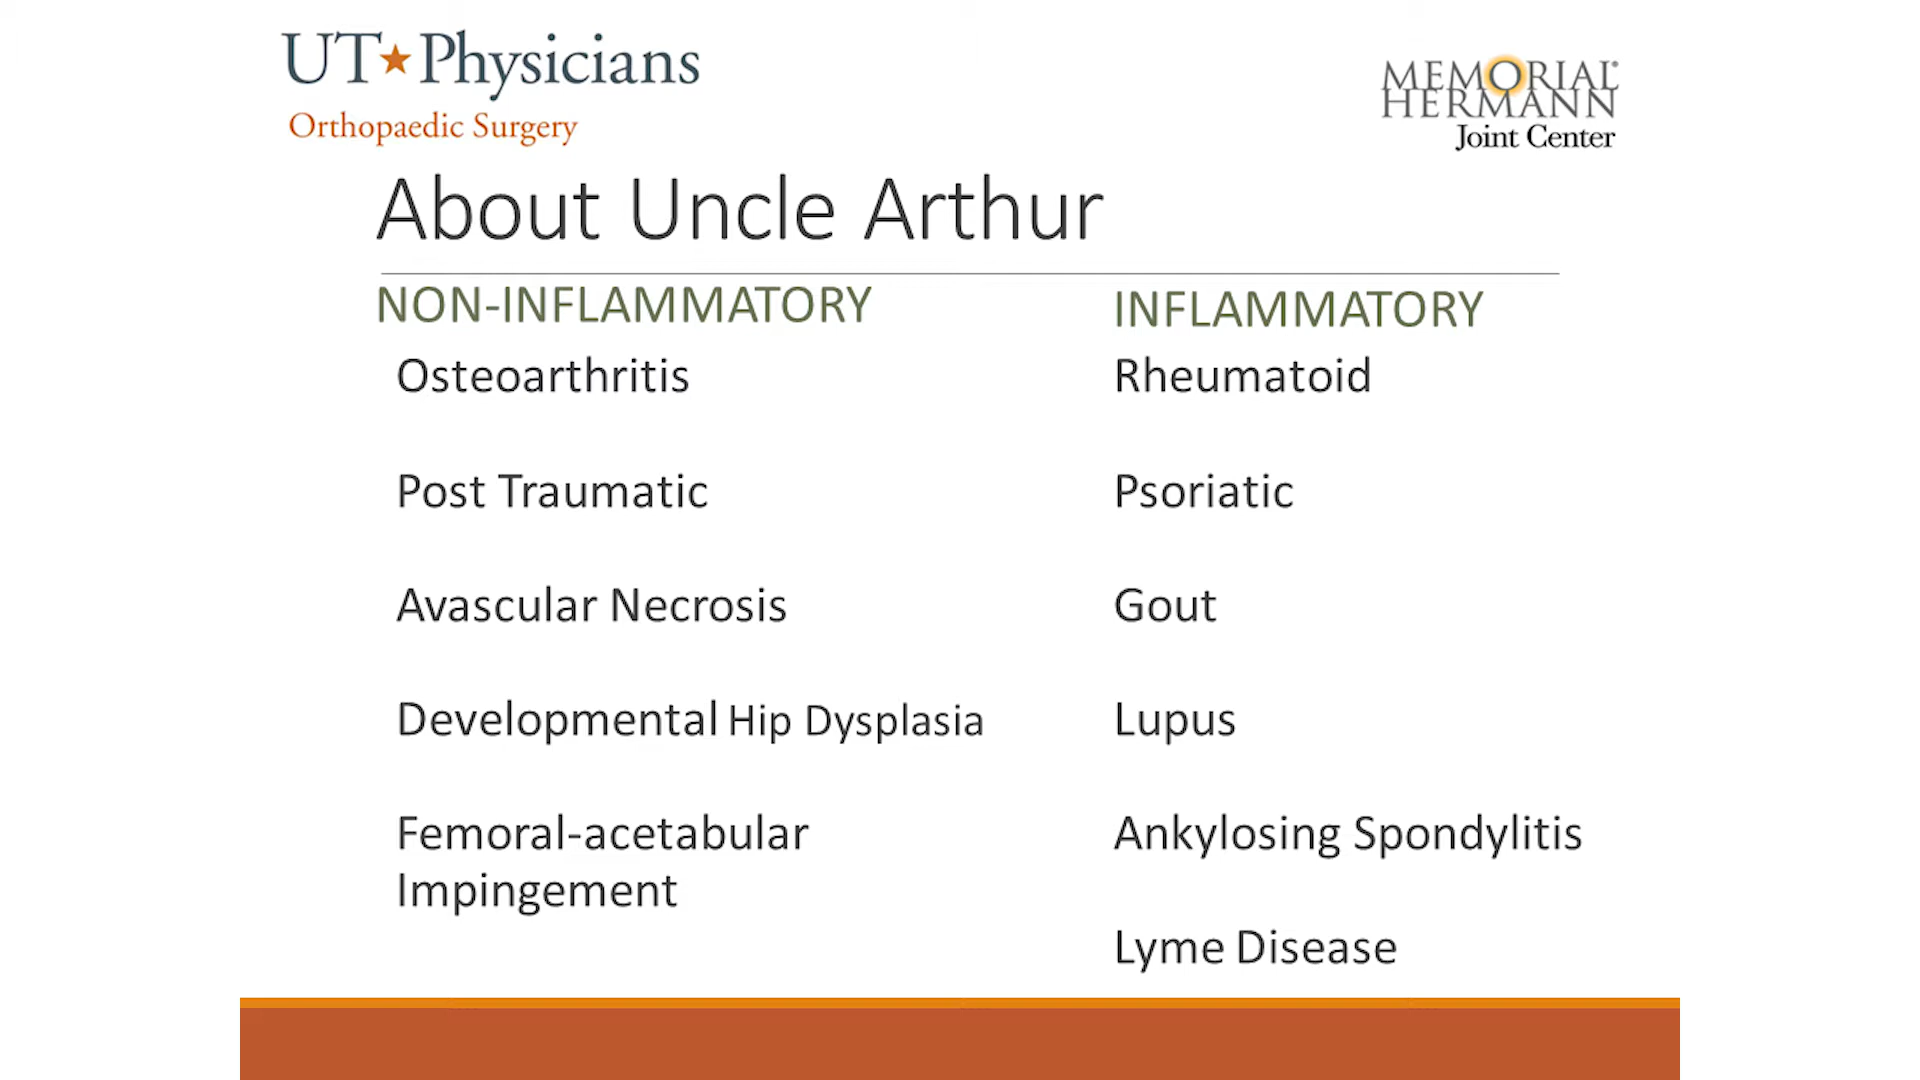 UT★Physicians
Orthopaedic Surgery
MEMORIAL®
HERMANN
Joint Center
About Uncle Arthur
NON-INFLAMMATORY
Osteoarthritis
Post Traumatic
Avascular Necrosis
Developmental Hip Dysplasia
Femoral-acetabular
Impingement
INFLAMMATORY
Rheumatoid
Psoriatic
Gout
Lupus
Ankylosing Spondylitis
Lyme Disease